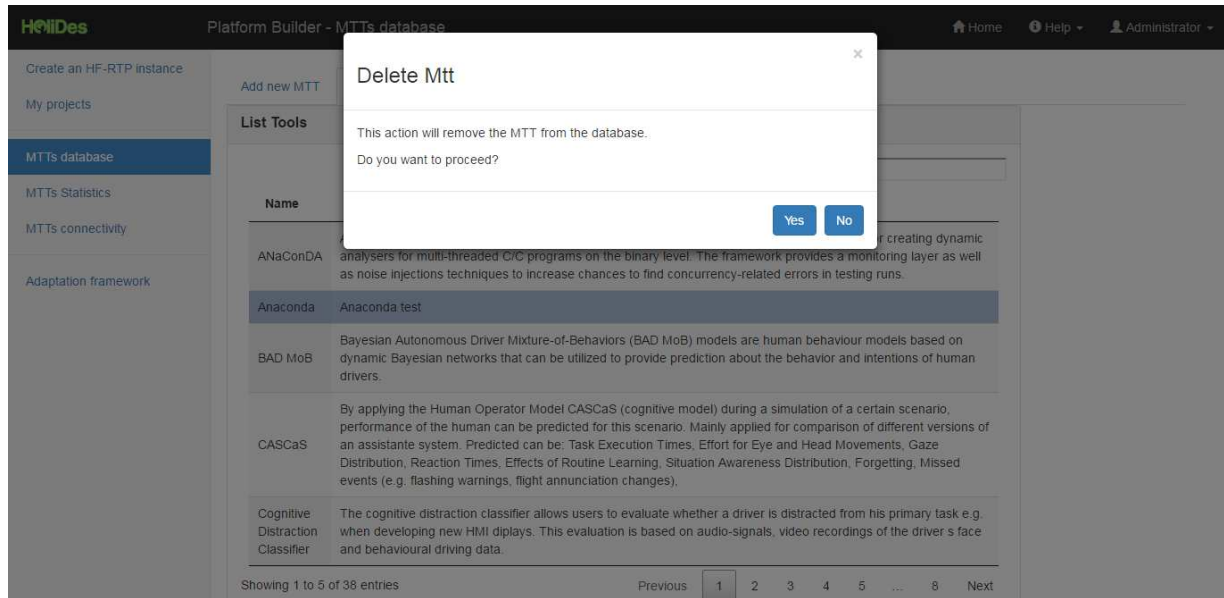 HoliDes
Platform Builder - MTTs database
Home
Help
Administrator
Create an HF-RTP instance
My projects
MTTs database
MTTs Statistics
MTTs connectivity
Adaptation framework
Add new MTT
List Tools
×
Delete Mtt
This action will remove the MTT from the database.
Do you want to proceed?
Yes
No
Name
r creating dynamic
ANaConDA
analysers for multi-threaded C/C programs on the binary level. The framework provides a monitoring layer as well
as noise injections techniques to increase chances to find concurrency-related errors in testing runs.
Anaconda
Anaconda test
BAD MoB
Bayesian Autonomous Driver Mixture-of-Behaviors (BAD MoB) models are human behaviour models based on
dynamic Bayesian networks that can be utilized to provide prediction about the behavior and intentions of human
drivers.
CASCaS
By applying the Human Operator Model CASCaS (cognitive model) during a simulation of a certain scenario,
performance of the human can be predicted for this scenario. Mainly applied for comparison of different versions of
an assistante system. Predicted can be: Task Execution Times, Effort for Eye and Head Movements, Gaze
Distribution, Reaction Times, Effects of Routine Learning, Situation Awareness Distribution, Forgetting, Missed
events (e.g. flashing warnings, flight annunciation changes),
Cognitive
Distraction
Classifier
The cognitive distraction classifier allows users to evaluate whether a driver is distracted from his primary task e.g.
when developing new HMI diplays. This evaluation is based on audio-signals, video recordings of the driver s face
and behavioural driving data.
Showing 1 to 5 of 38 entries
Previous 1 2 3 4 5 ... 8 Next